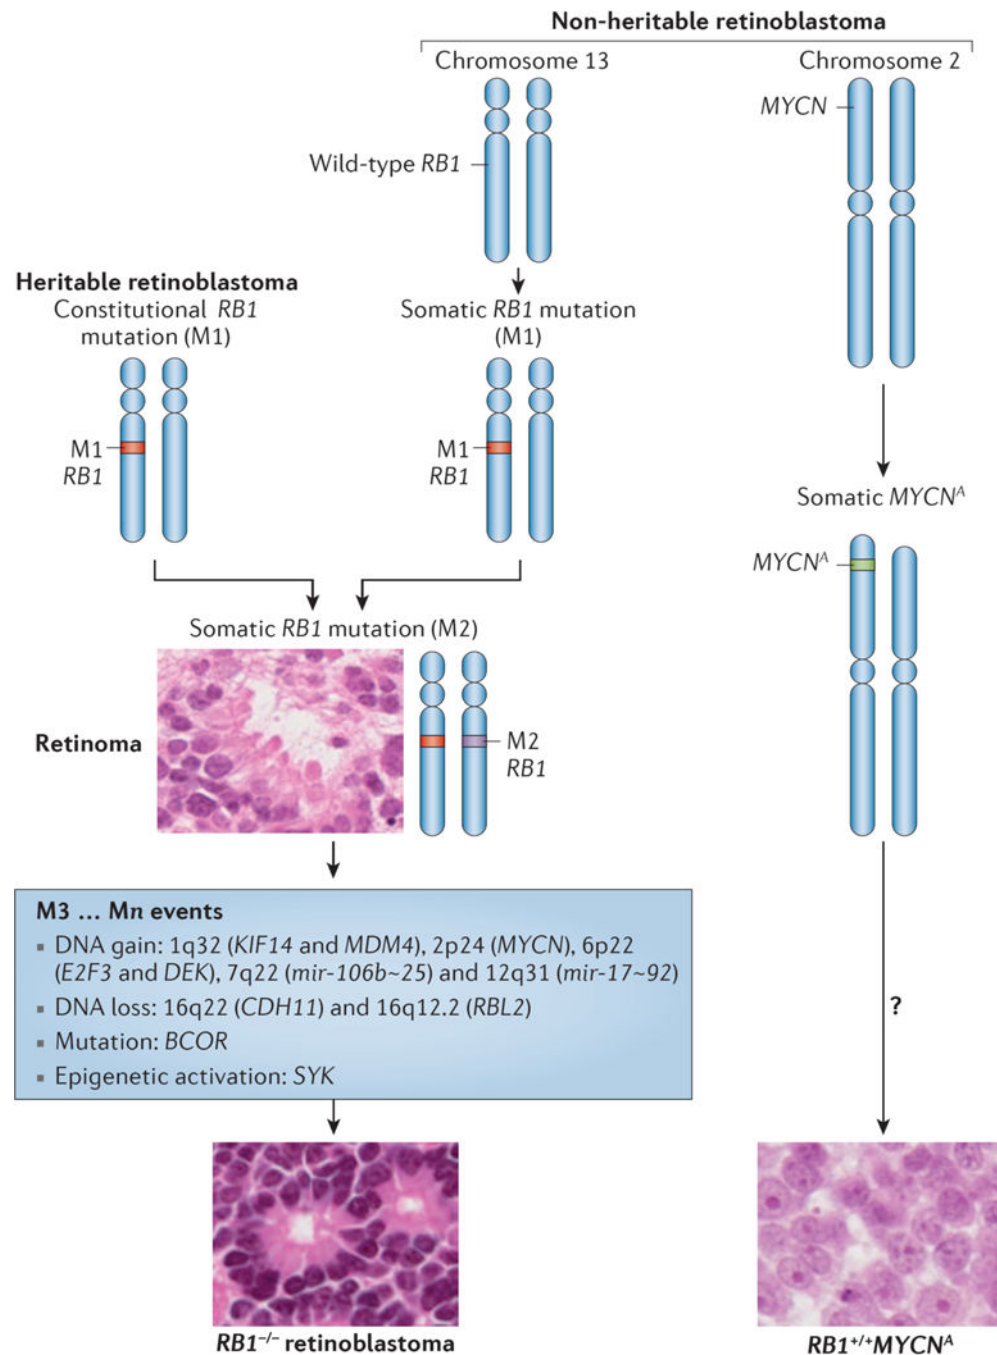 Non-heritable retinoblastoma
Chromosome 13
Chromosome 2
MYCN
Wild-type RB1
Heritable retinoblastoma
Constitutional RB1
mutation (M1)
Somatic RB1 mutation
(M1)
M1
RB1
M1
RB1
Somatic MYCNᴬ
MYCNᴬ
Somatic RB1 mutation (M2)
Retinoma
M2
RB1
M3 ... Mn events
▪ DNA gain: 1q32 (KIF14 and MDM4), 2p24 (MYCN), 6p22
(E2F3 and DEK), 7q22 (mir-106b~25) and 12q31 (mir-17~92)
▪ DNA loss: 16q22 (CDH11) and 16q12.2 (RBL2)
▪ Mutation: BCOR
▪ Epigenetic activation: SYK
?
RB1⁻/⁻ retinoblastoma
RB1⁺/⁺MYCNᴬ